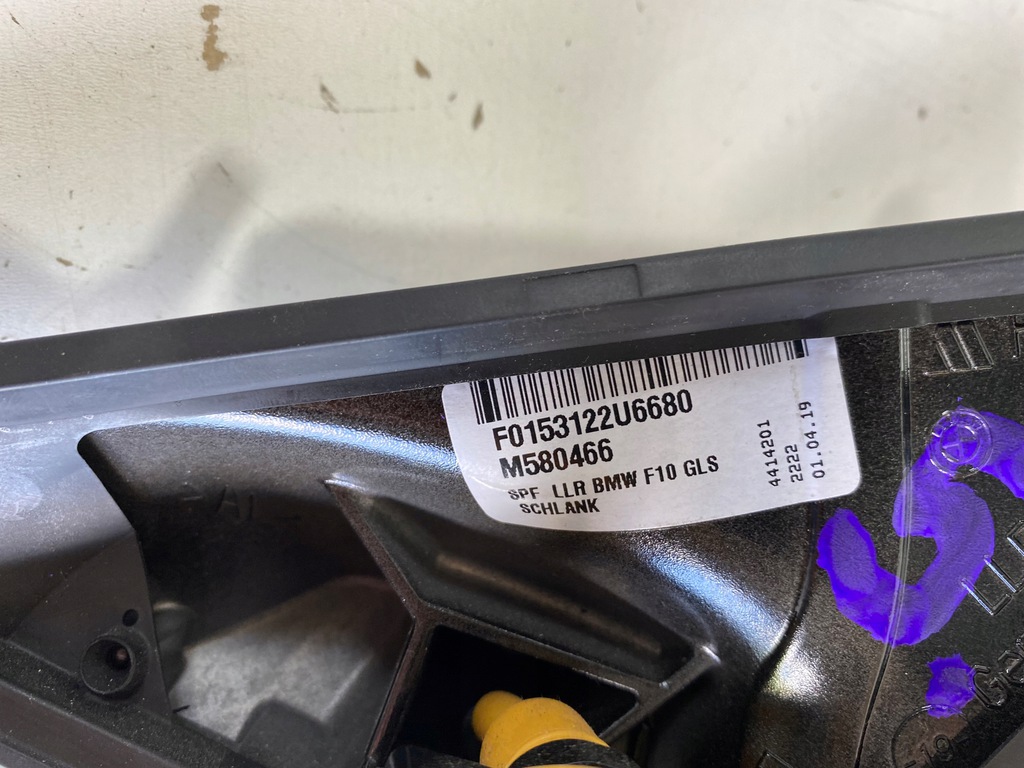 F0153122U6680
M580466
SPF LLR BMW F10 GLS
SCHLANK
4414201
2222
01.04.19